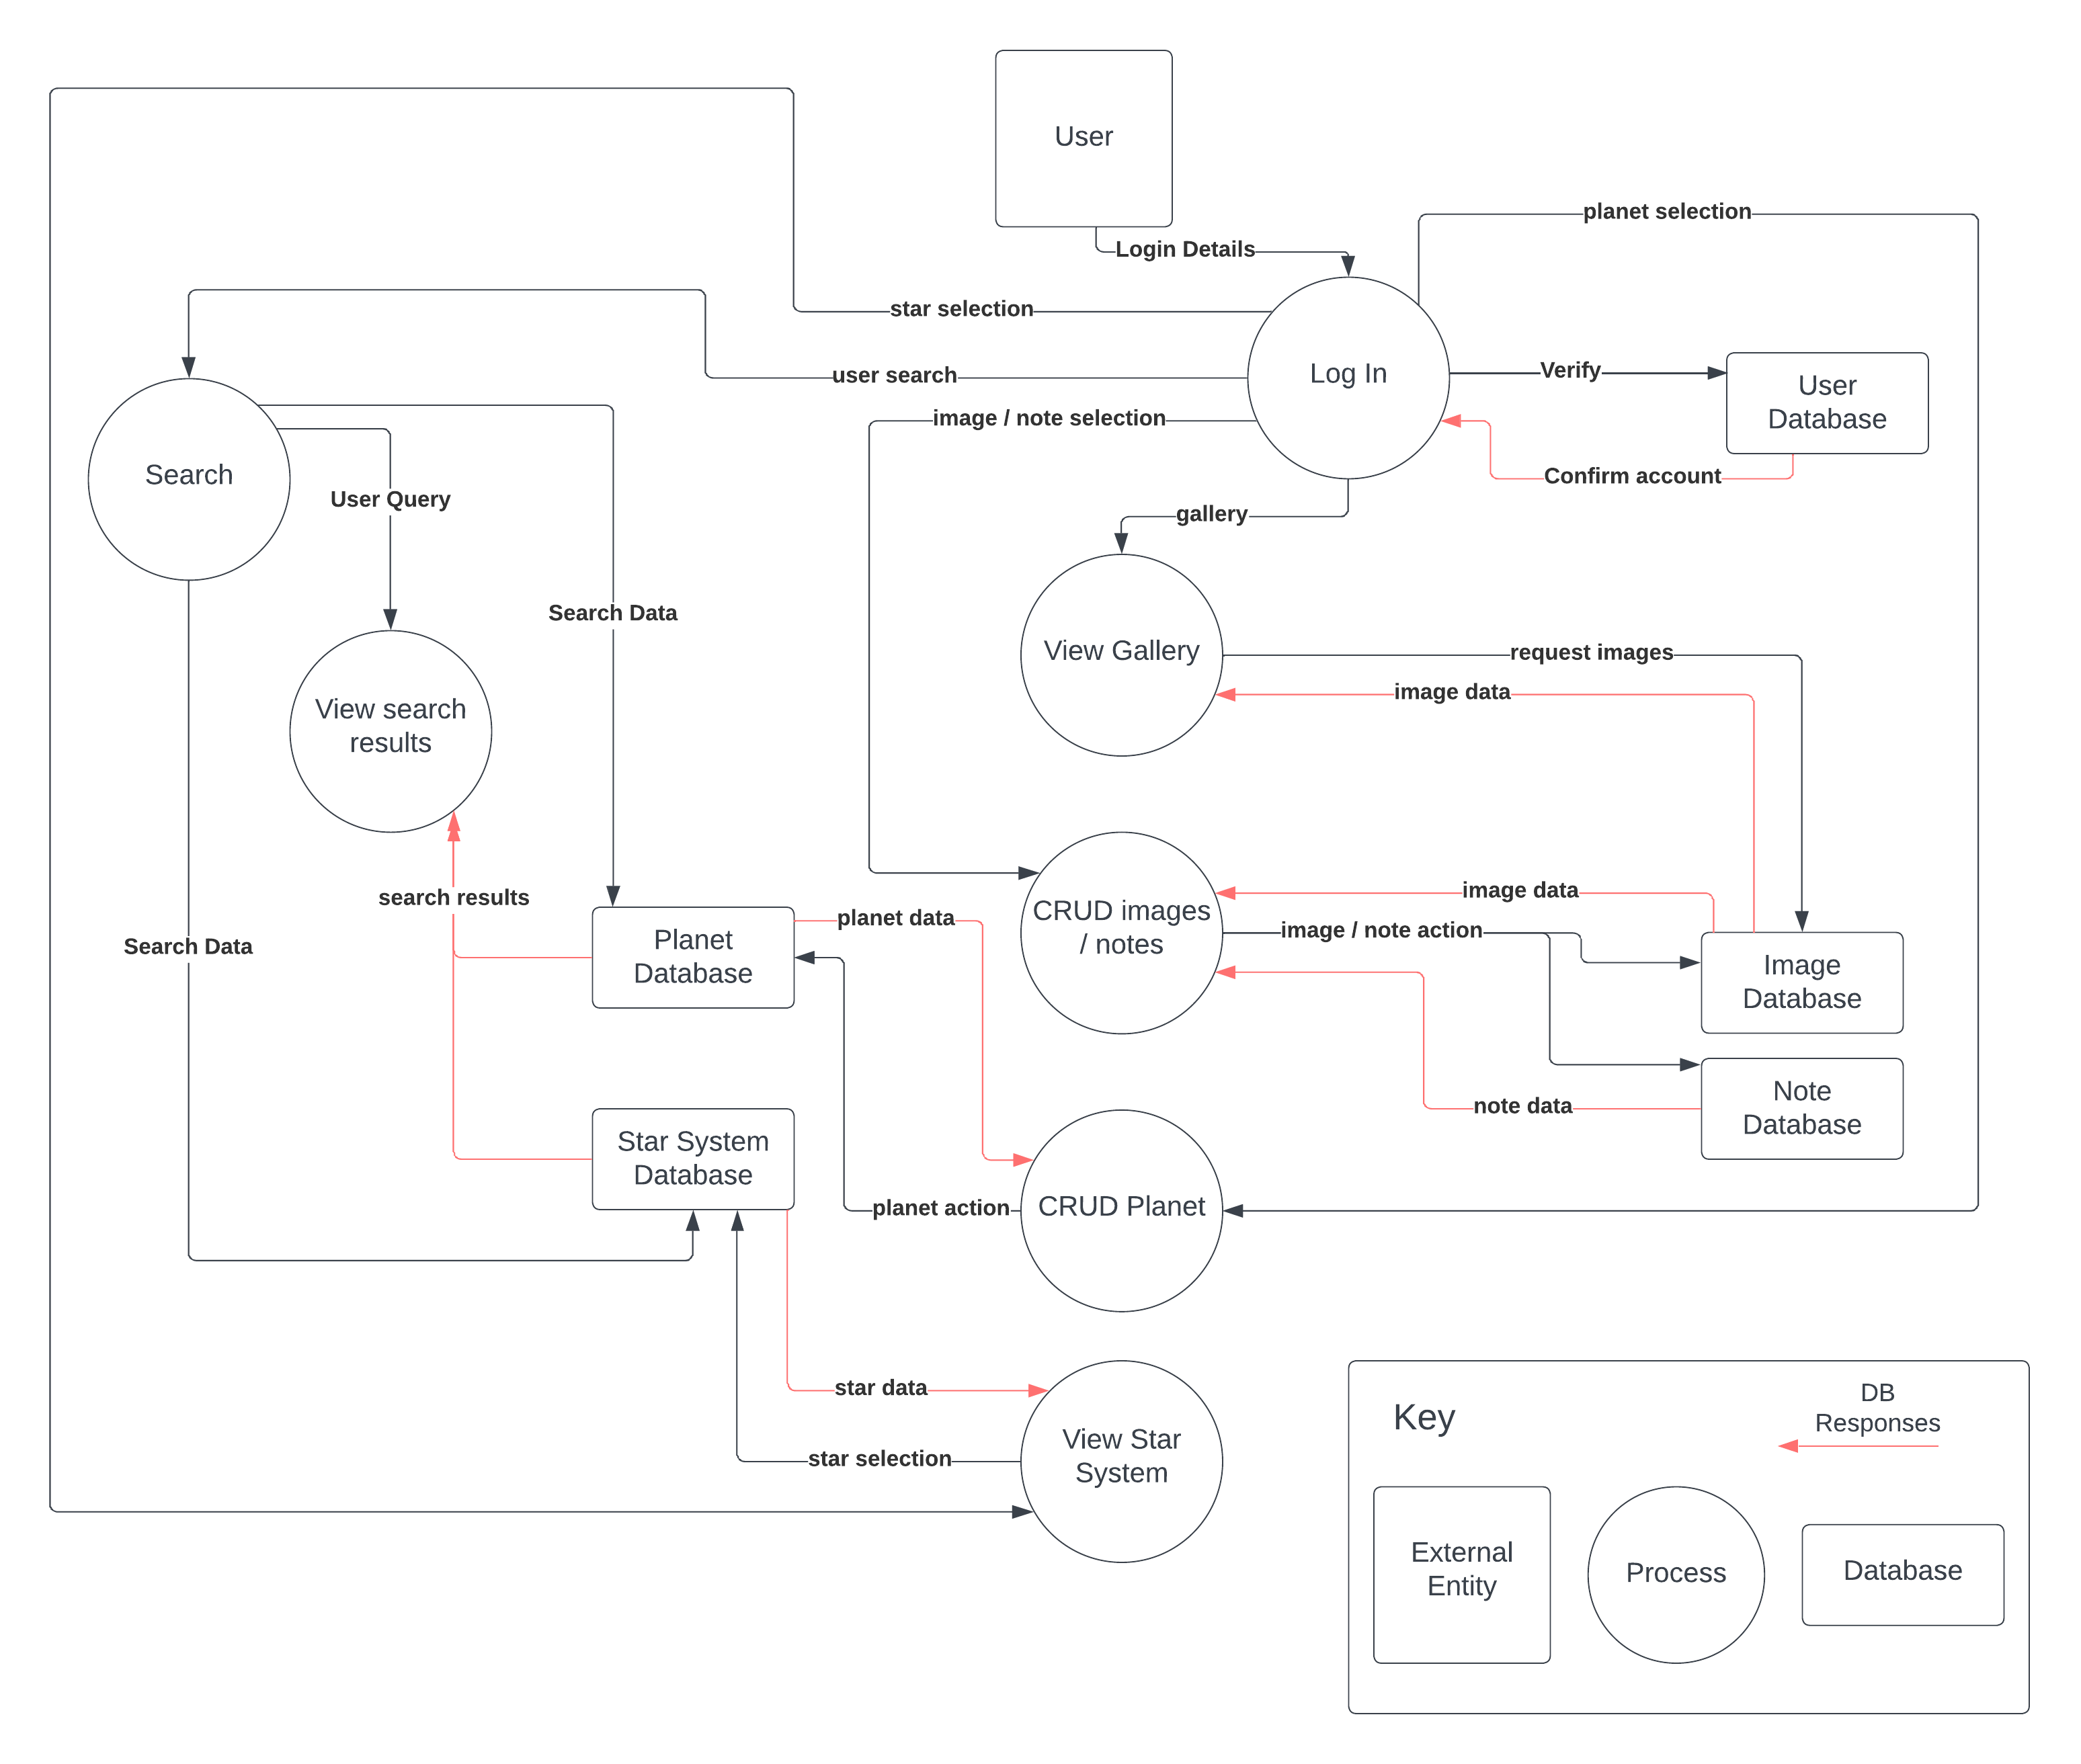 User
planet selection
Login Details
star selection
Log In
Verify
User
Database
user search
image / note selection
Confirm account
Search
User Query
gallery
Search Data
View Gallery
request images
image data
View search
results
search results
Search Data
Planet
Database
planet data
CRUD images
/ notes
image data
image / note action
Image
Database
note data
Note
Database
Star System
Database
planet action
CRUD Planet
star data
star selection
View Star
System
Key
DB
Responses
External
Entity
Process
Database